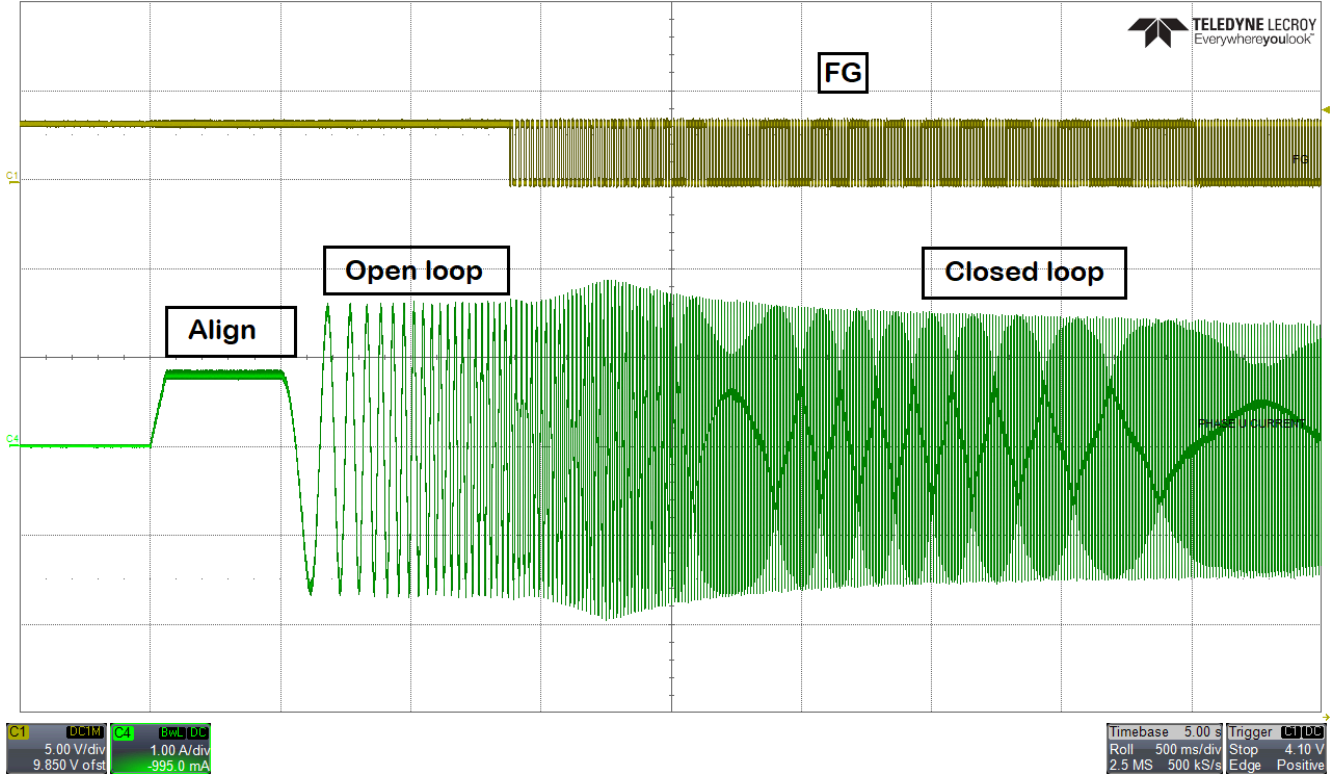 TELEDYNE LECROY
Everywhereyoulook™
FG
C1
FG
Open loop
Closed loop
Align
C4
PHASE U CURRENT
C1 DC1M
5.00 V/div
9.850 V ofst
C4 BwL DC
1.00 A/div
-995.0 mA
Timebase 5.00 s
Roll 500 ms/div
2.5 MS 500 kS/s
Trigger C1 DC
Stop 4.10 V
Edge Positive